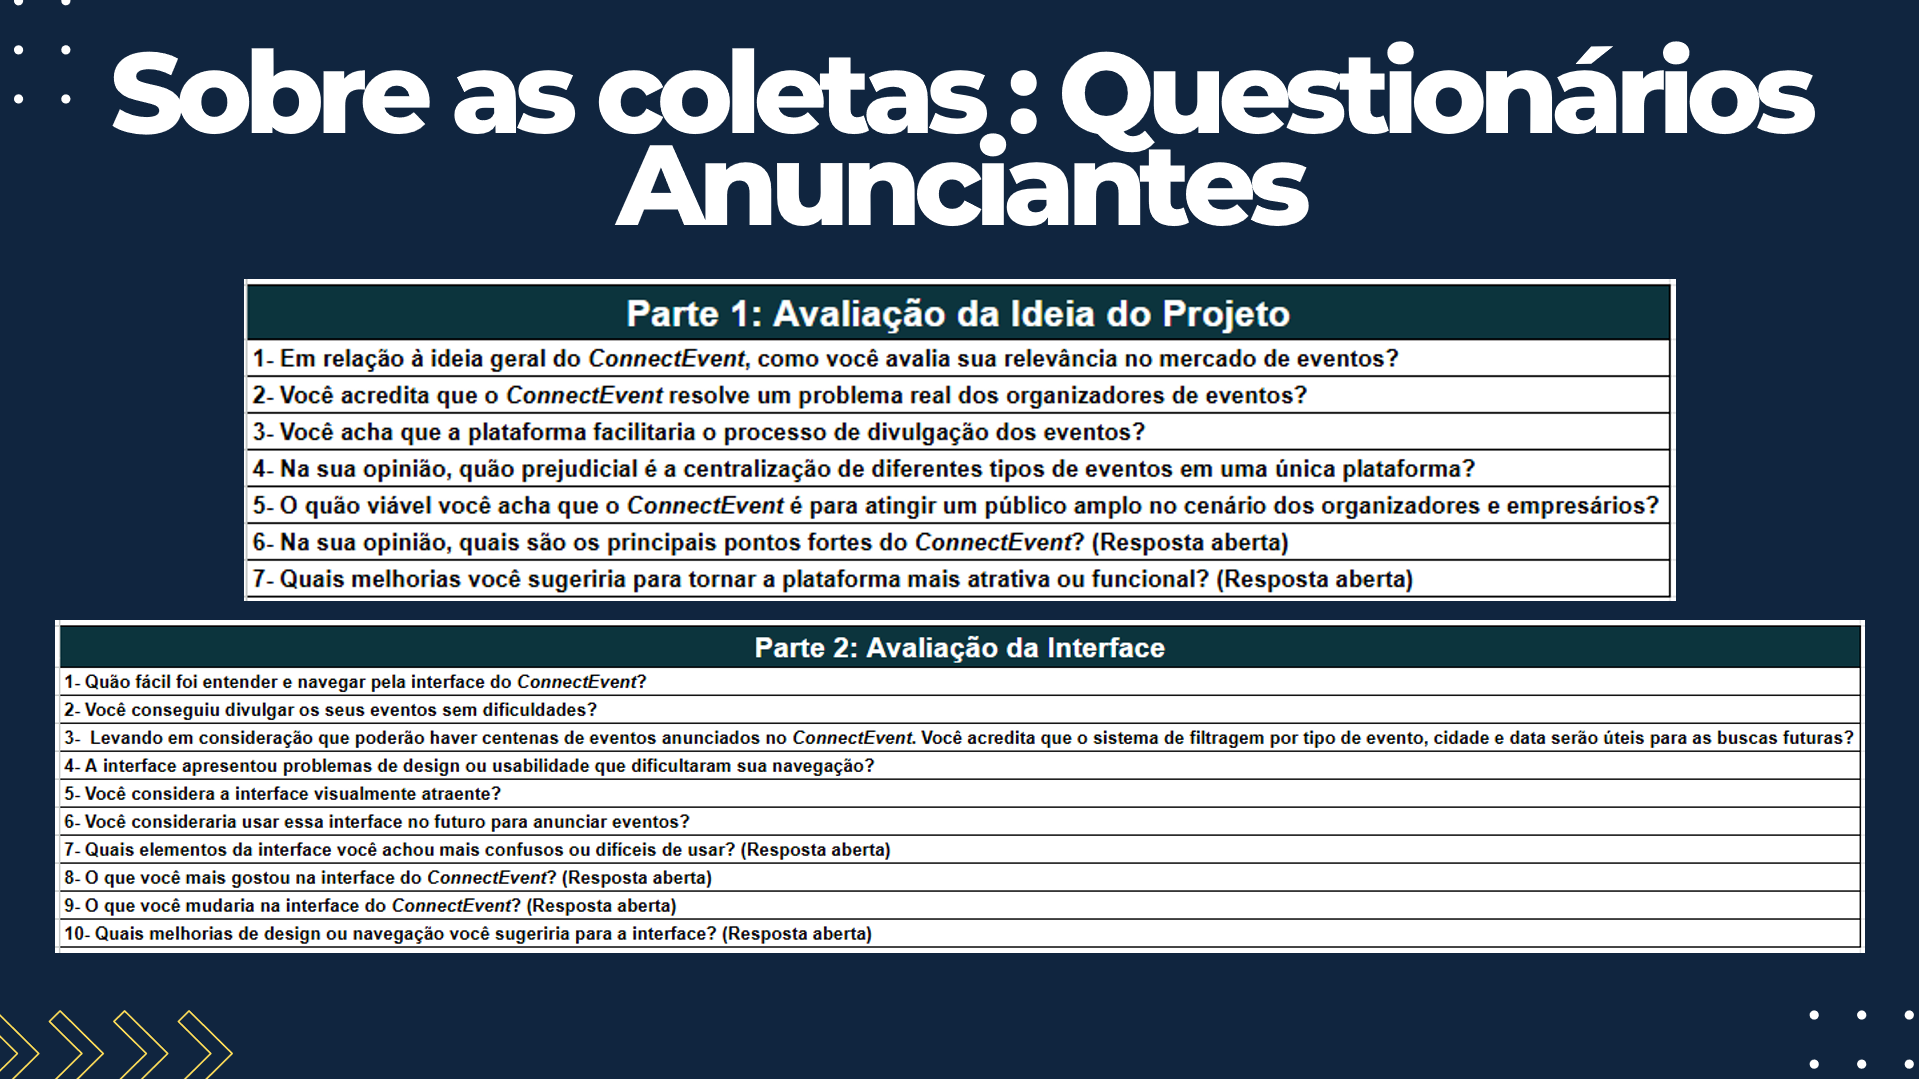 Sobre as coletas : Questionários
Anunciantes
Parte 1: Avaliação da Ideia do Projeto
1- Em relação à ideia geral do ConnectEvent, como você avalia sua relevância no mercado de eventos?
2- Você acredita que o ConnectEvent resolve um problema real dos organizadores de eventos?
3- Você acha que a plataforma facilitaria o processo de divulgação dos eventos?
4- Na sua opinião, quão prejudicial é a centralização de diferentes tipos de eventos em uma única plataforma?
5- O quão viável você acha que o ConnectEvent é para atingir um público amplo no cenário dos organizadores e empresários?
6- Na sua opinião, quais são os principais pontos fortes do ConnectEvent? (Resposta aberta)
7- Quais melhorias você sugeriria para tornar a plataforma mais atrativa ou funcional? (Resposta aberta)
Parte 2: Avaliação da Interface
1- Quão fácil foi entender e navegar pela interface do ConnectEvent?
2- Você conseguiu divulgar os seus eventos sem dificuldades?
3- Levando em consideração que poderão haver centenas de eventos anunciados no ConnectEvent. Você acredita que o sistema de filtragem por tipo de evento, cidade e data serão úteis para as buscas futuras?
4- A interface apresentou problemas de design ou usabilidade que dificultaram sua navegação?
5- Você considera a interface visualmente atraente?
6- Você consideraria usar essa interface no futuro para anunciar eventos?
7- Quais elementos da interface você achou mais confusos ou difíceis de usar? (Resposta aberta)
8- O que você mais gostou na interface do ConnectEvent? (Resposta aberta)
9- O que você mudaria na interface do ConnectEvent? (Resposta aberta)
10- Quais melhorias de design ou navegação você sugeriria para a interface? (Resposta aberta)